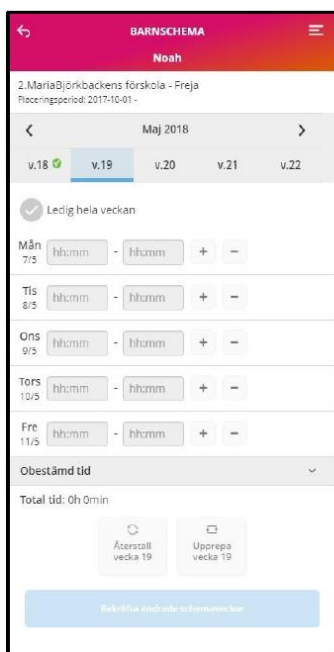 BARNSCHEMA
Noah
2.MariaBjörkbackens förskola - Freja
Placeringsperiod: 2017-10-01 -
Maj 2018
v.18 v.19 v.20 v.21 v.22
Ledig hela veckan
Mån hh:mm - hh:mm + −
7/5
Tis hh:mm - hh:mm + −
8/5
Ons hh:mm - hh:mm + −
9/5
Tors hh:mm - hh:mm + −
10/5
Fre hh:mm - hh:mm + −
11/5
Obestämd tid
Total tid: 0h 0min
Återställ Upprepa
vecka 19 vecka 19
Bekräfta ändrade schemaveckor